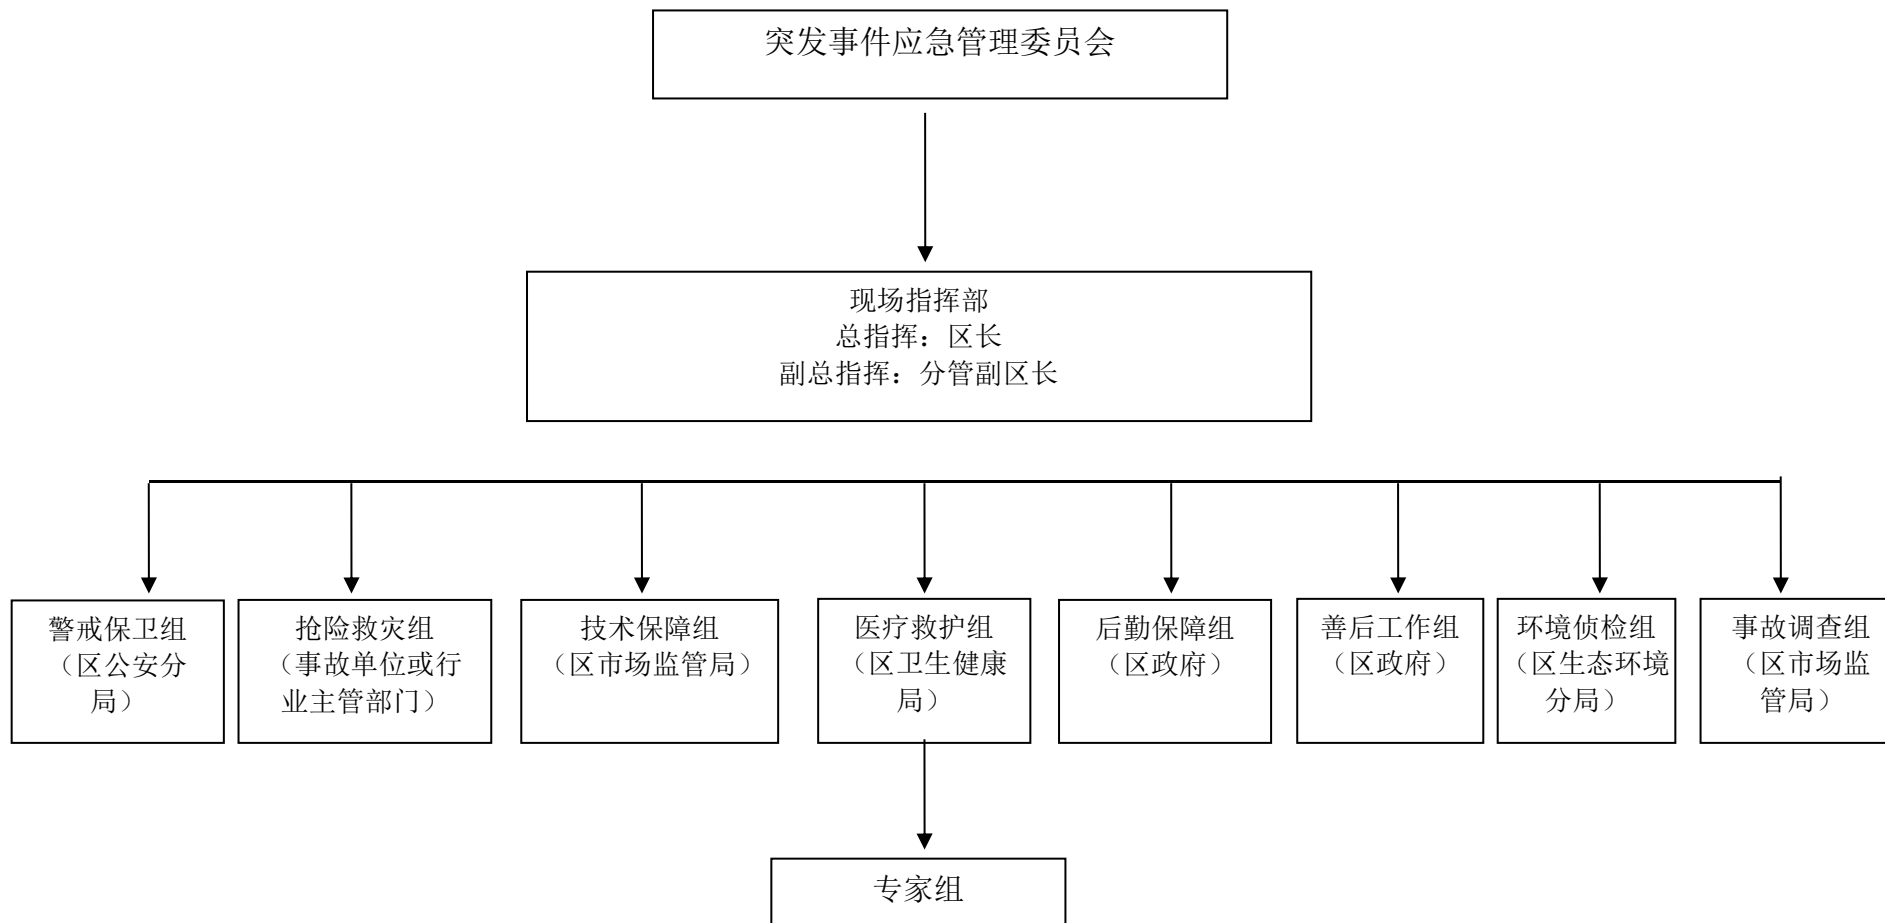 突发事件应急管理委员会
现场指挥部
总指挥：区长
副总指挥：分管副区长
警戒保卫组
（区公安分
局）
抢险救灾组
（事故单位或行
业主管部门）
技术保障组
（区市场监管局）
医疗救护组
（区卫生健康
局）
后勤保障组
（区政府）
善后工作组
（区政府）
环境侦检组
（区生态环境
分局）
事故调查组
（区市场监
管局）
专家组